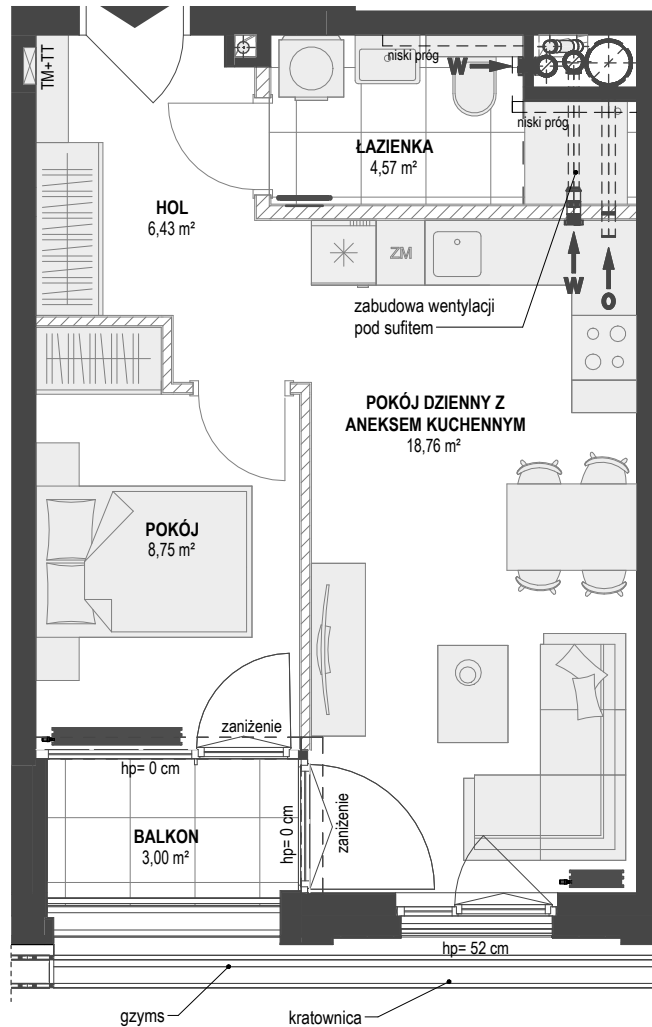 TM+TT
niski próg
W
niski próg
ŁAZIENKA
4,57 m²
HOL
6,43 m²
ZM
W
O
zabudowa wentylacji
pod sufitem
POKÓJ DZIENNY Z
ANEKSEM KUCHENNYM
18,76 m²
POKÓJ
8,75 m²
zaniżenie
hp= 0 cm
BALKON
3,00 m²
hp= 0 cm
zaniżenie
hp= 52 cm
gzyms
kratownica